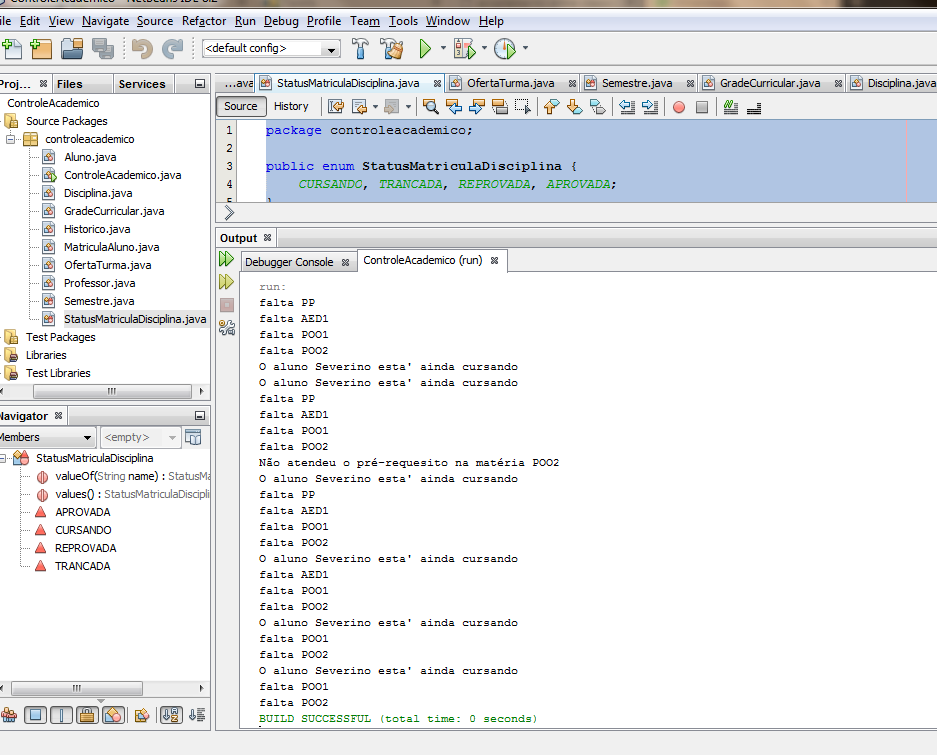 ile Edit View Navigate Source Refactor Run Debug Profile Team Tools Window Help
<default config>
Proj... Files Services
ControleAcademico
Source Packages
controleacademico
Aluno.java
ControleAcademico.java
Disciplina.java
GradeCurricular.java
Historico.java
MatriculaAluno.java
OfertaTurma.java
Professor.java
Semestre.java
StatusMatriculaDisciplina.java
Test Packages
Libraries
Test Libraries
Navigator
Members <empty>
StatusMatriculaDisciplina
valueOf(String name) : StatusMa
values() : StatusMatriculaDiscipli
APROVADA
CURSANDO
REPROVADA
TRANCADA
...ava StatusMatriculaDisciplina.java OfertaTurma.java Semestre.java GradeCurricular.java Disciplina.java
Source History
1 package controleacademico;
2
3 public enum StatusMatriculaDisciplina {
4 CURSANDO, TRANCADA, REPROVADA, APROVADA;
5 }
Output
Debugger Console ControleAcademico (run)
run:
falta PP
falta AED1
falta POO1
falta POO2
O aluno Severino esta' ainda cursando
O aluno Severino esta' ainda cursando
falta PP
falta AED1
falta POO1
falta POO2
Não atendeu o pré-requesito na matéria POO2
O aluno Severino esta' ainda cursando
falta PP
falta AED1
falta POO1
falta POO2
O aluno Severino esta' ainda cursando
falta AED1
falta POO1
falta POO2
O aluno Severino esta' ainda cursando
falta POO1
falta POO2
O aluno Severino esta' ainda cursando
falta POO1
falta POO2
BUILD SUCCESSFUL (total time: 0 seconds)